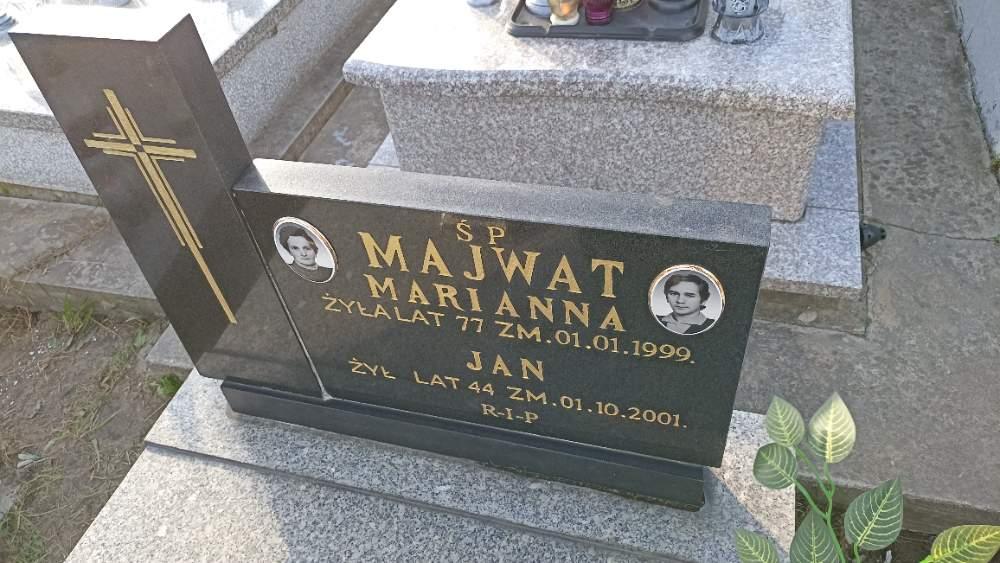 ŚP
MAJWAT
MARIANNA
ŻYŁA LAT 77 ZM. 01.01.1999.
JAN
ŻYŁ LAT 44 ZM. 01.10.2001.
R-I-P